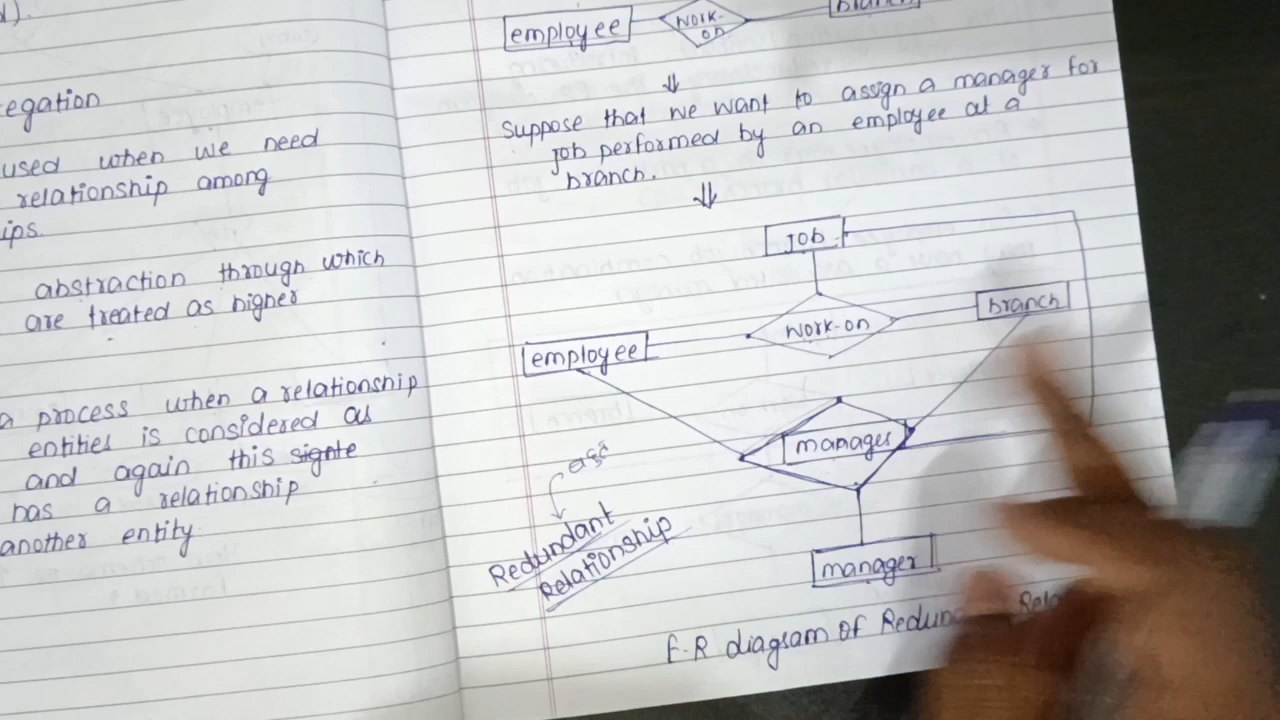 d).
egation
used when we need
relationship among
ips.
abstraction through which
are treated as higher
a process when a relationship
entities is considered as
and again this signle
has a relationship
another entity
employee
work-
on
branch
Suppose that we want to assign a manager for
job performed by an employee at a
branch.
job
work-on
branch
employee
manages
manager
Redundant
Relationship
E-R diagram of Redun Rela